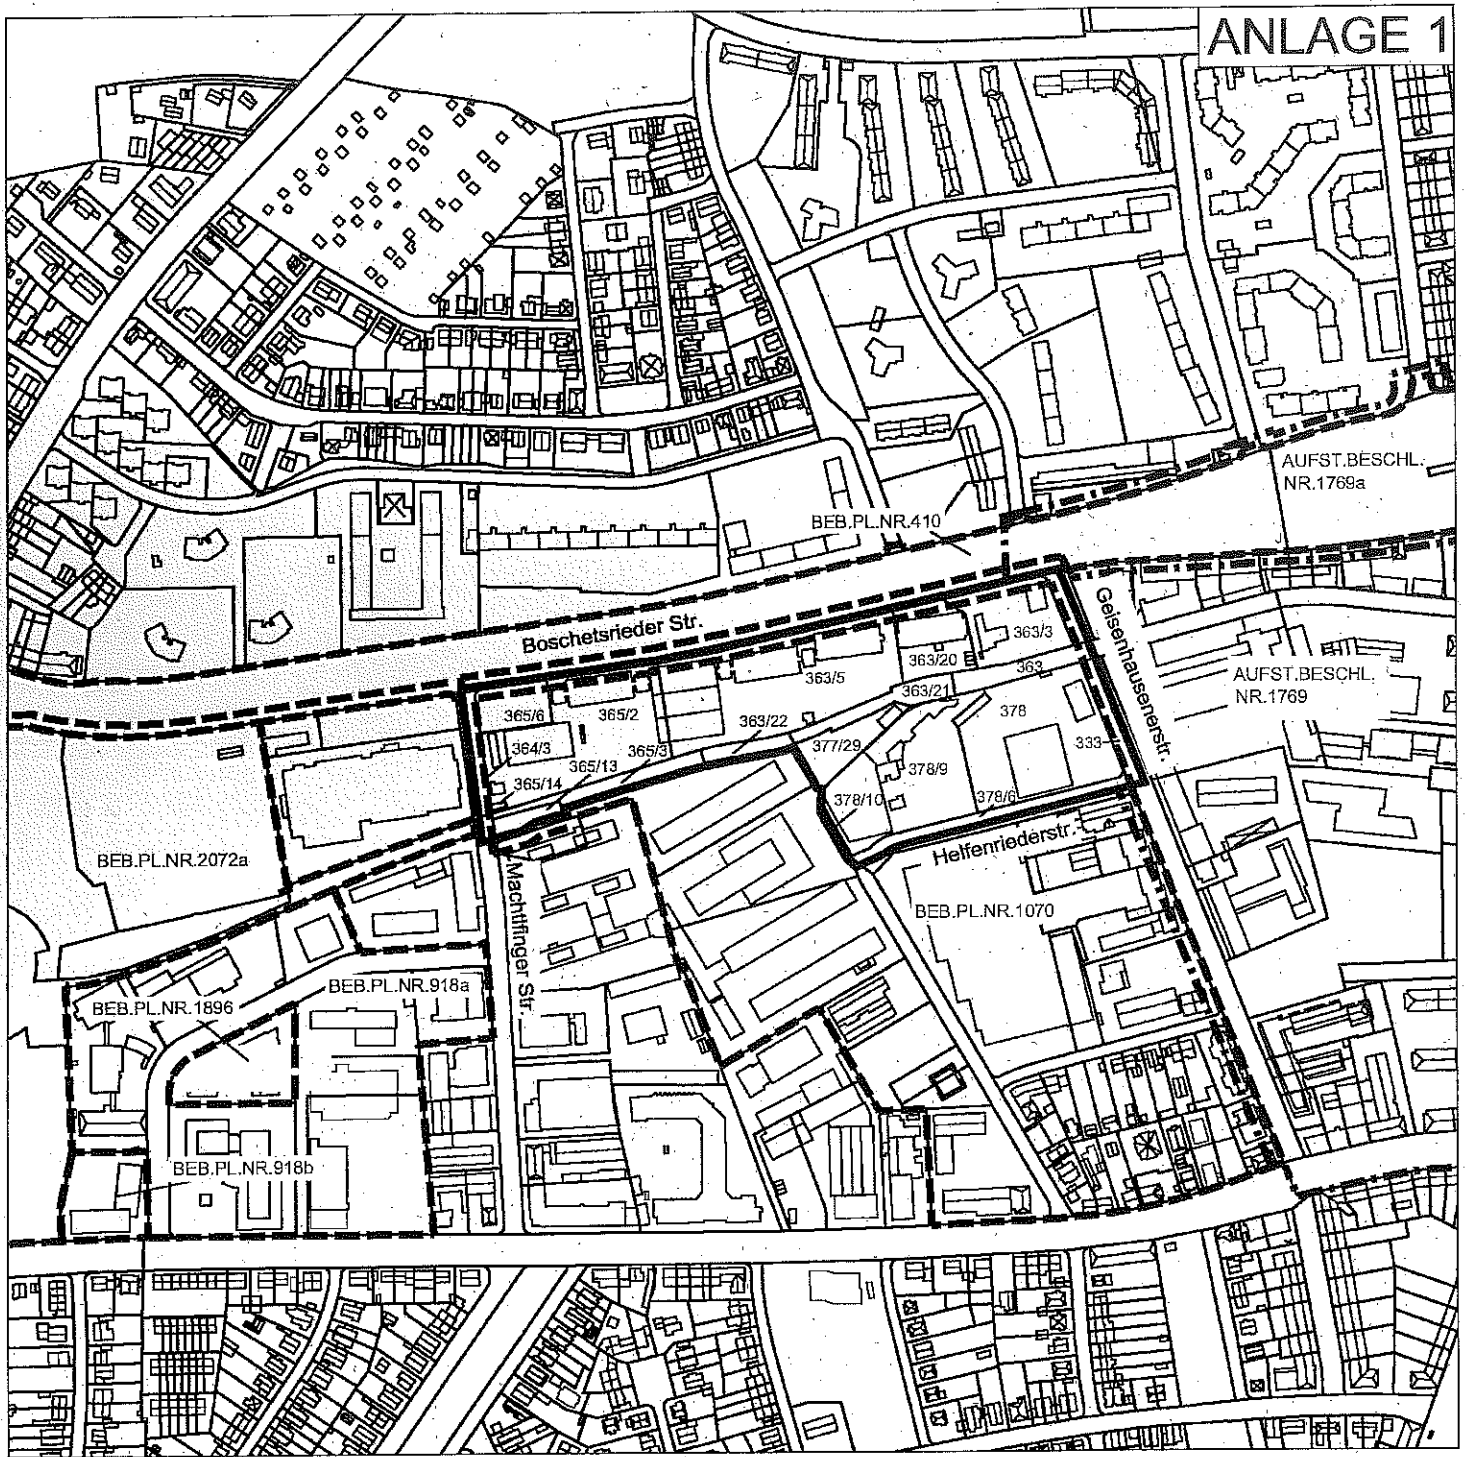 ANLAGE 1
AUFST.BESCHL.
NR.1769a
BEB.PL.NR.410
Boschetsrieder Str.
Geisenhausenerstr.
363/3
363/20
363
363/5
363/21
AUFST.BESCHL.
NR.1769
365/6
365/2
378
363/22
364/3
365/3
377/29
333
365/13
378/9
365/14
378/10
378/6
Helfenriederstr.
BEB.PL.NR.2072a
Machtlfinger Str.
BEB.PL.NR.1070
BEB.PL.NR.918a
BEB.PL.NR.1896
BEB.PL.NR.918b